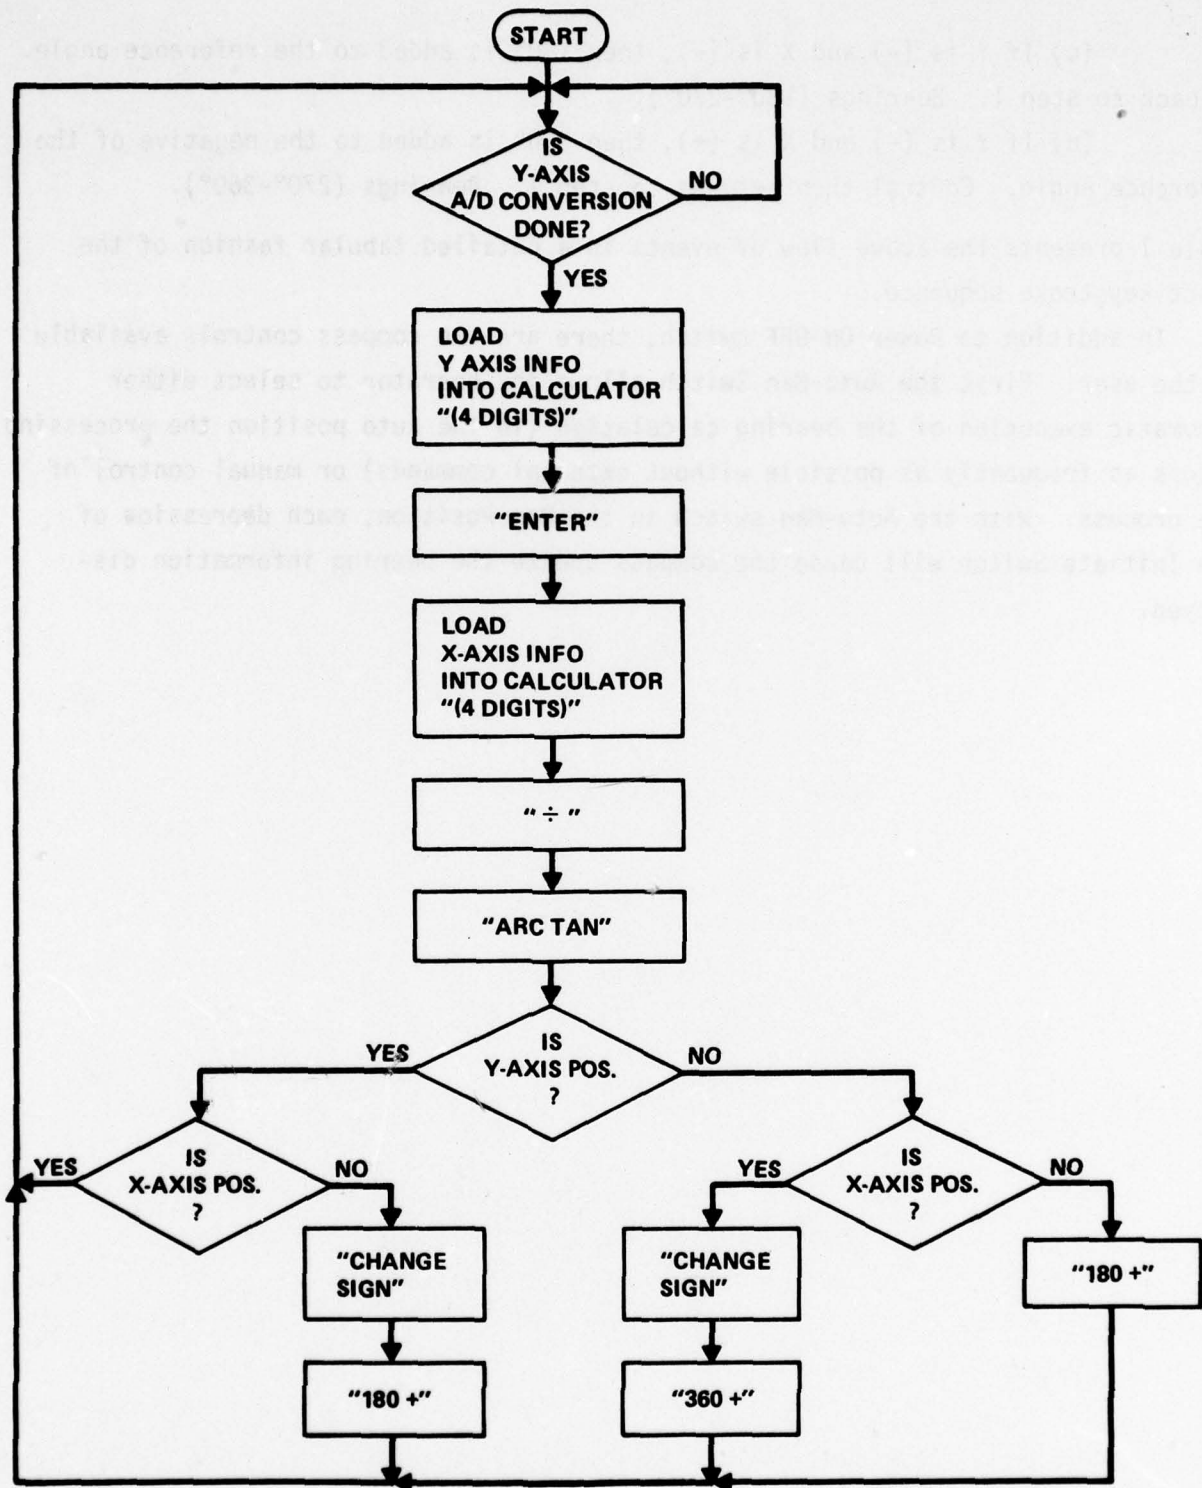 START
IS
Y-AXIS
A/D CONVERSION
DONE?
NO
YES
LOAD
Y AXIS INFO
INTO CALCULATOR
"(4 DIGITS)"
"ENTER"
LOAD
X-AXIS INFO
INTO CALCULATOR
"(4 DIGITS)"
"÷"
"ARC TAN"
IS
Y-AXIS POS.
?
YES
NO
IS
X-AXIS POS.
?
YES
NO
IS
X-AXIS POS.
?
YES
NO
"CHANGE
SIGN"
"180 +"
"CHANGE
SIGN"
"360 +"
"180 +"